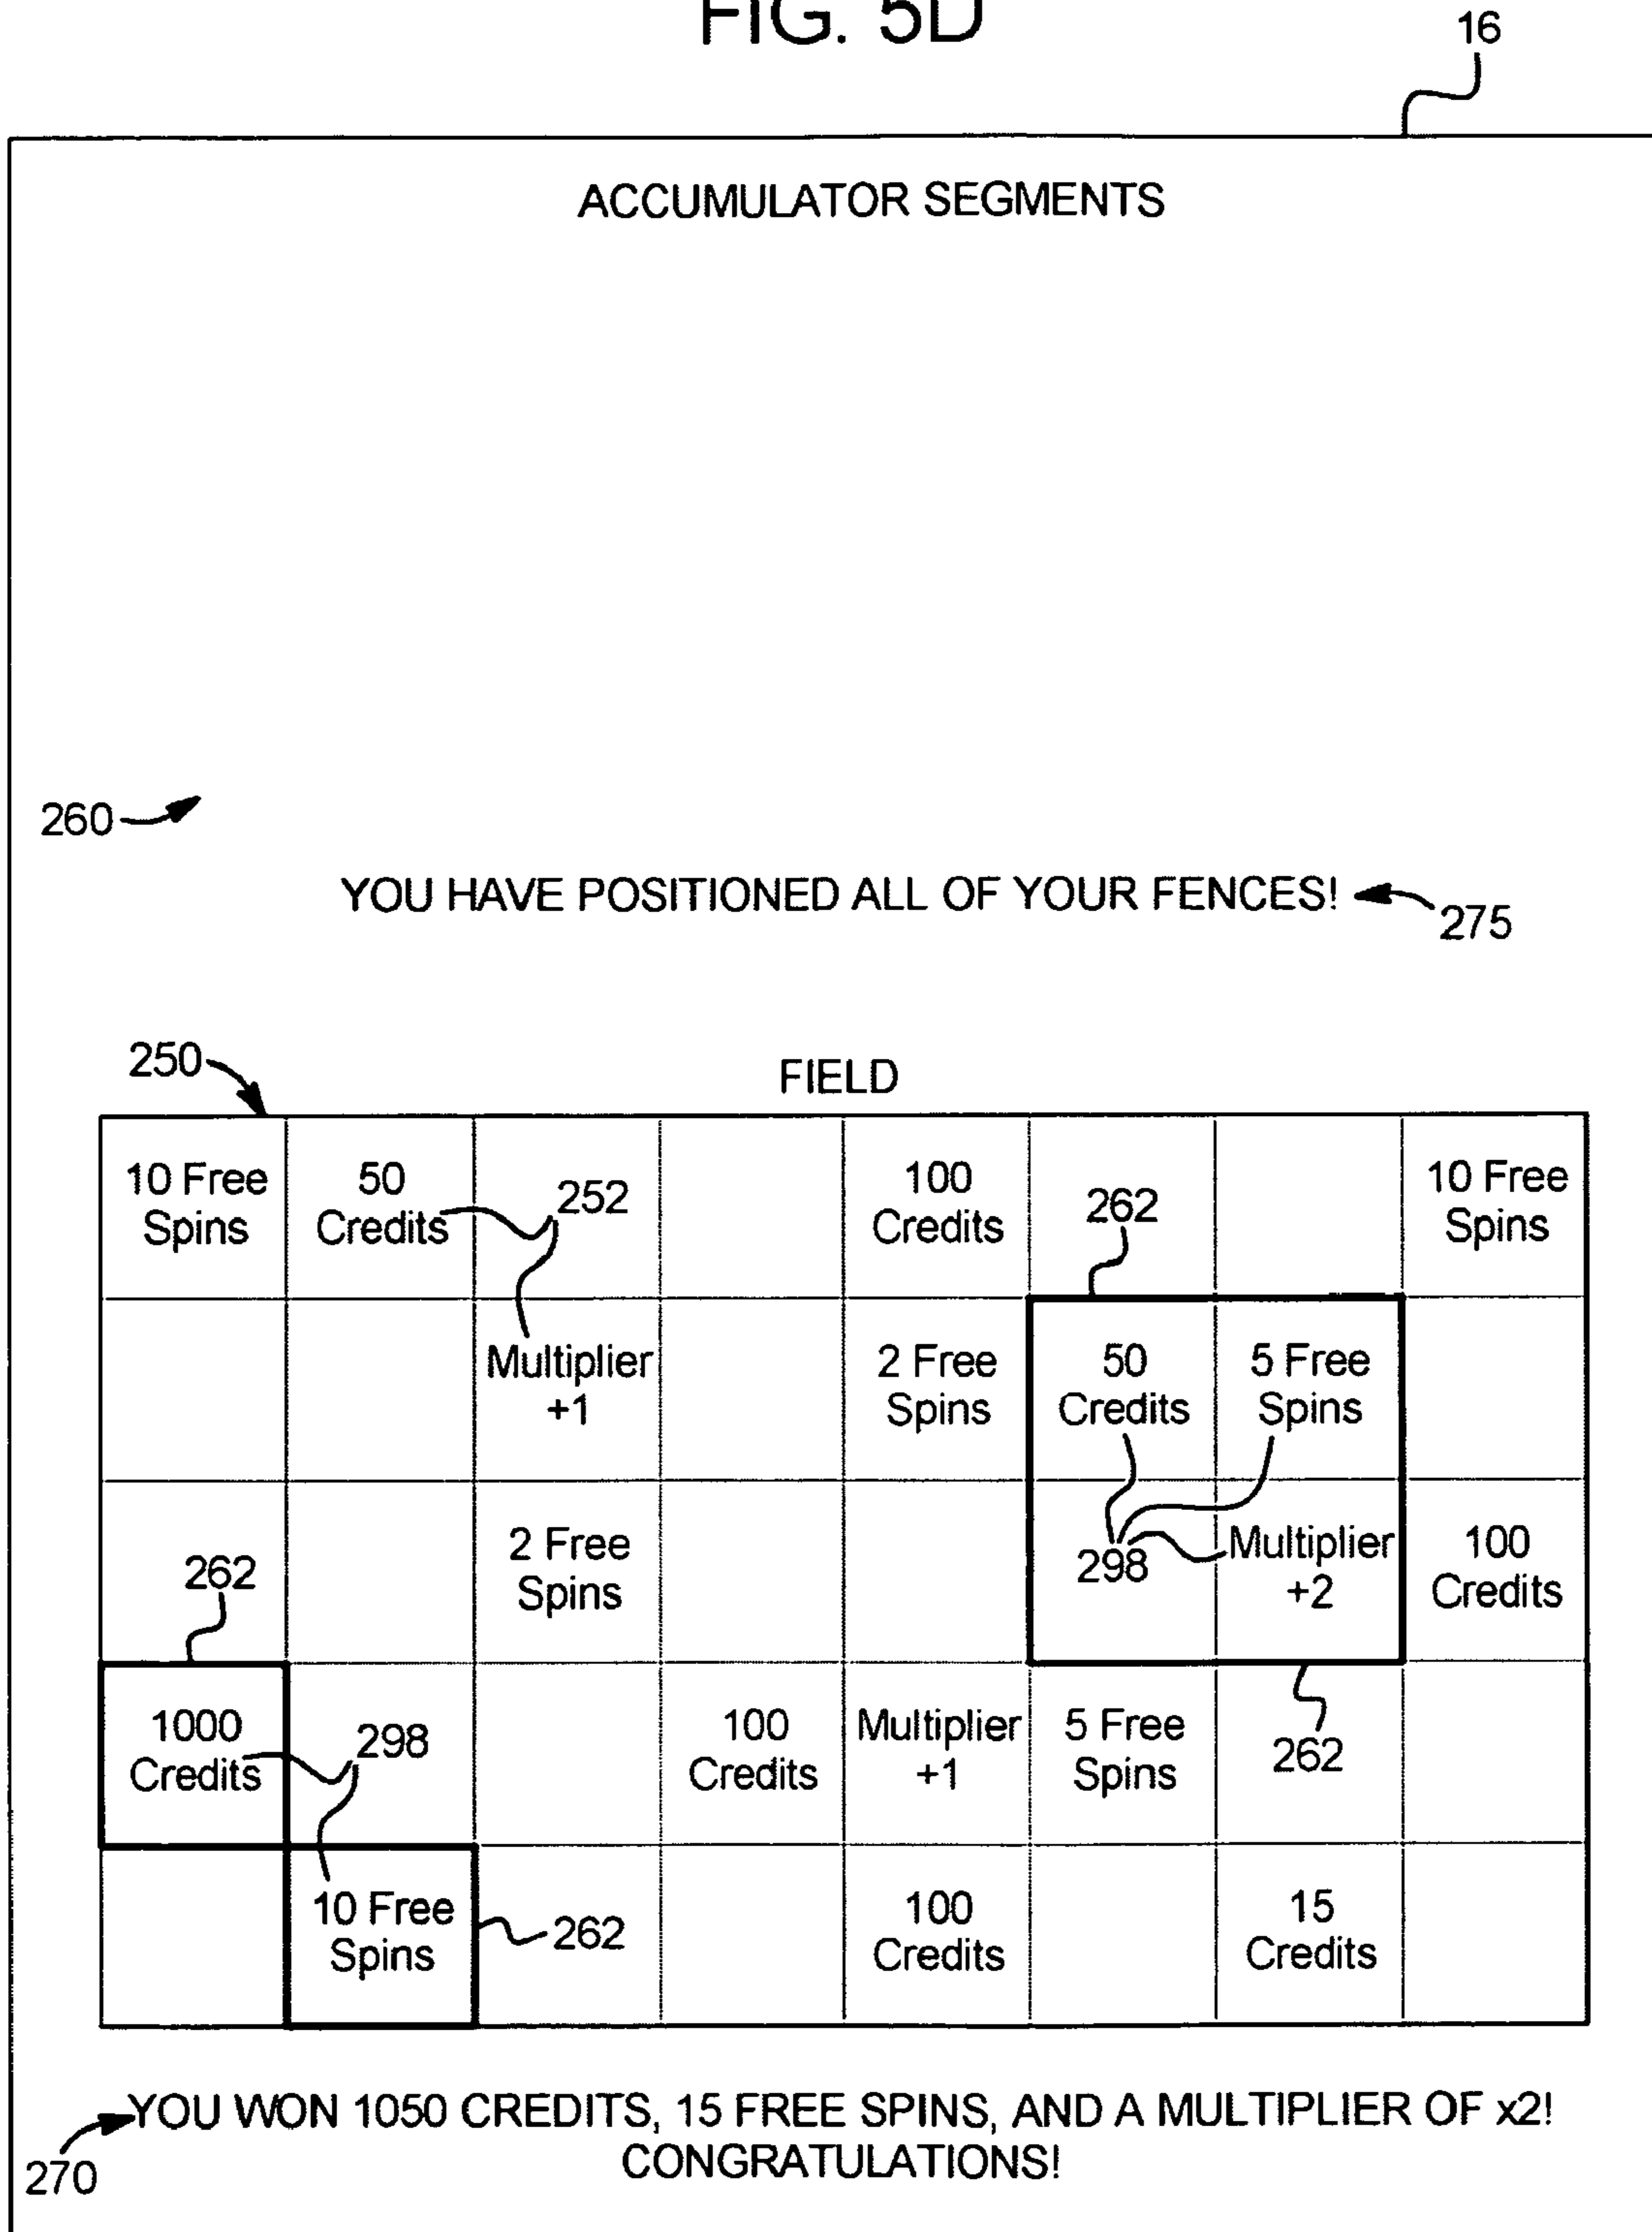 FIG. 5D
16
ACCUMULATOR SEGMENTS
260
YOU HAVE POSITIONED ALL OF YOUR FENCES!
275
250
FIELD
10 Free
Spins
50
Credits
252
100
Credits
262
10 Free
Spins
Multiplier
+1
2 Free
Spins
50
Credits
5 Free
Spins
262
2 Free
Spins
298
Multiplier
+2
100
Credits
1000
Credits
298
100
Credits
Multiplier
+1
5 Free
Spins
262
10 Free
Spins
262
100
Credits
15
Credits
YOU WON 1050 CREDITS, 15 FREE SPINS, AND A MULTIPLIER OF x2!
CONGRATULATIONS!
270